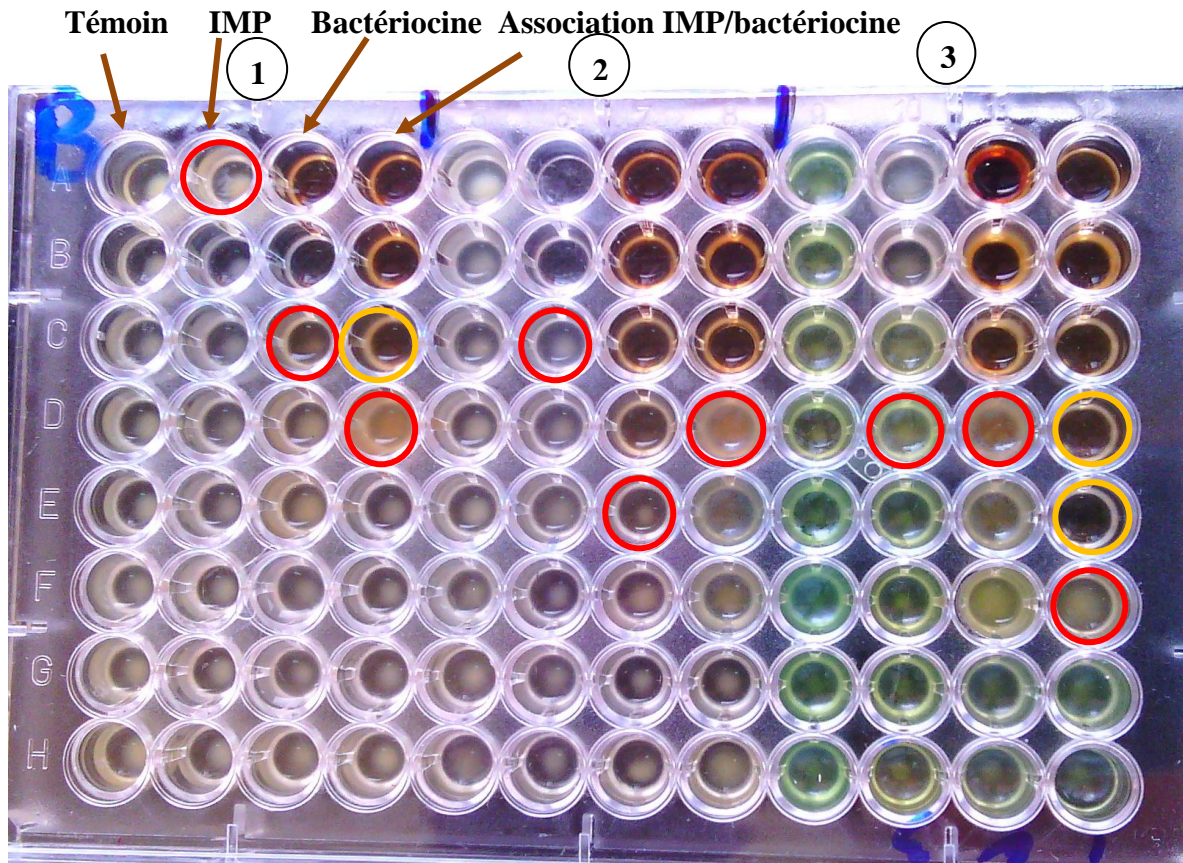 Témoin IMP Bactériocine Association IMP/bactériocine
1 2 3
B
A
B
C
D
E
F
G
H